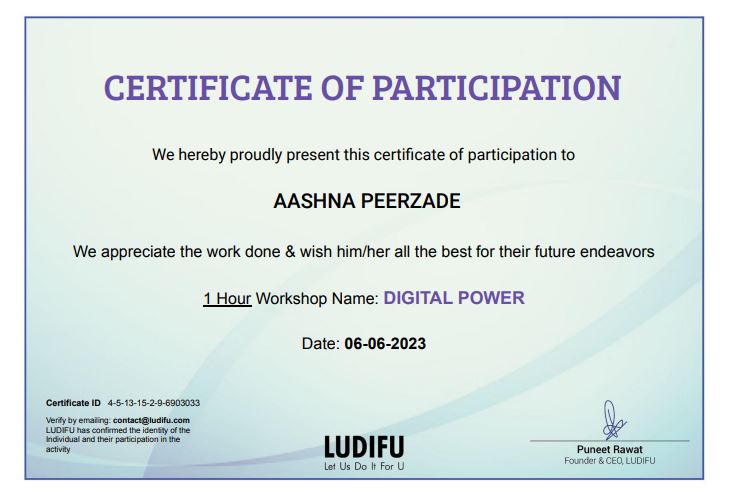 CERTIFICATE OF PARTICIPATION
We hereby proudly present this certificate of participation to
AASHNA PEERZADE
We appreciate the work done & wish him/her all the best for their future endeavors
1 Hour Workshop Name: DIGITAL POWER
Date: 06-06-2023
Certificate ID 4-5-13-15-2-9-6903033
Verify by emailing: contact@ludifu.com
LUDIFU has confirmed the identity of the
Individual and their participation in the
activity
LUDIFU
Let Us Do It For U
Puneet Rawat
Founder & CEO, LUDIFU